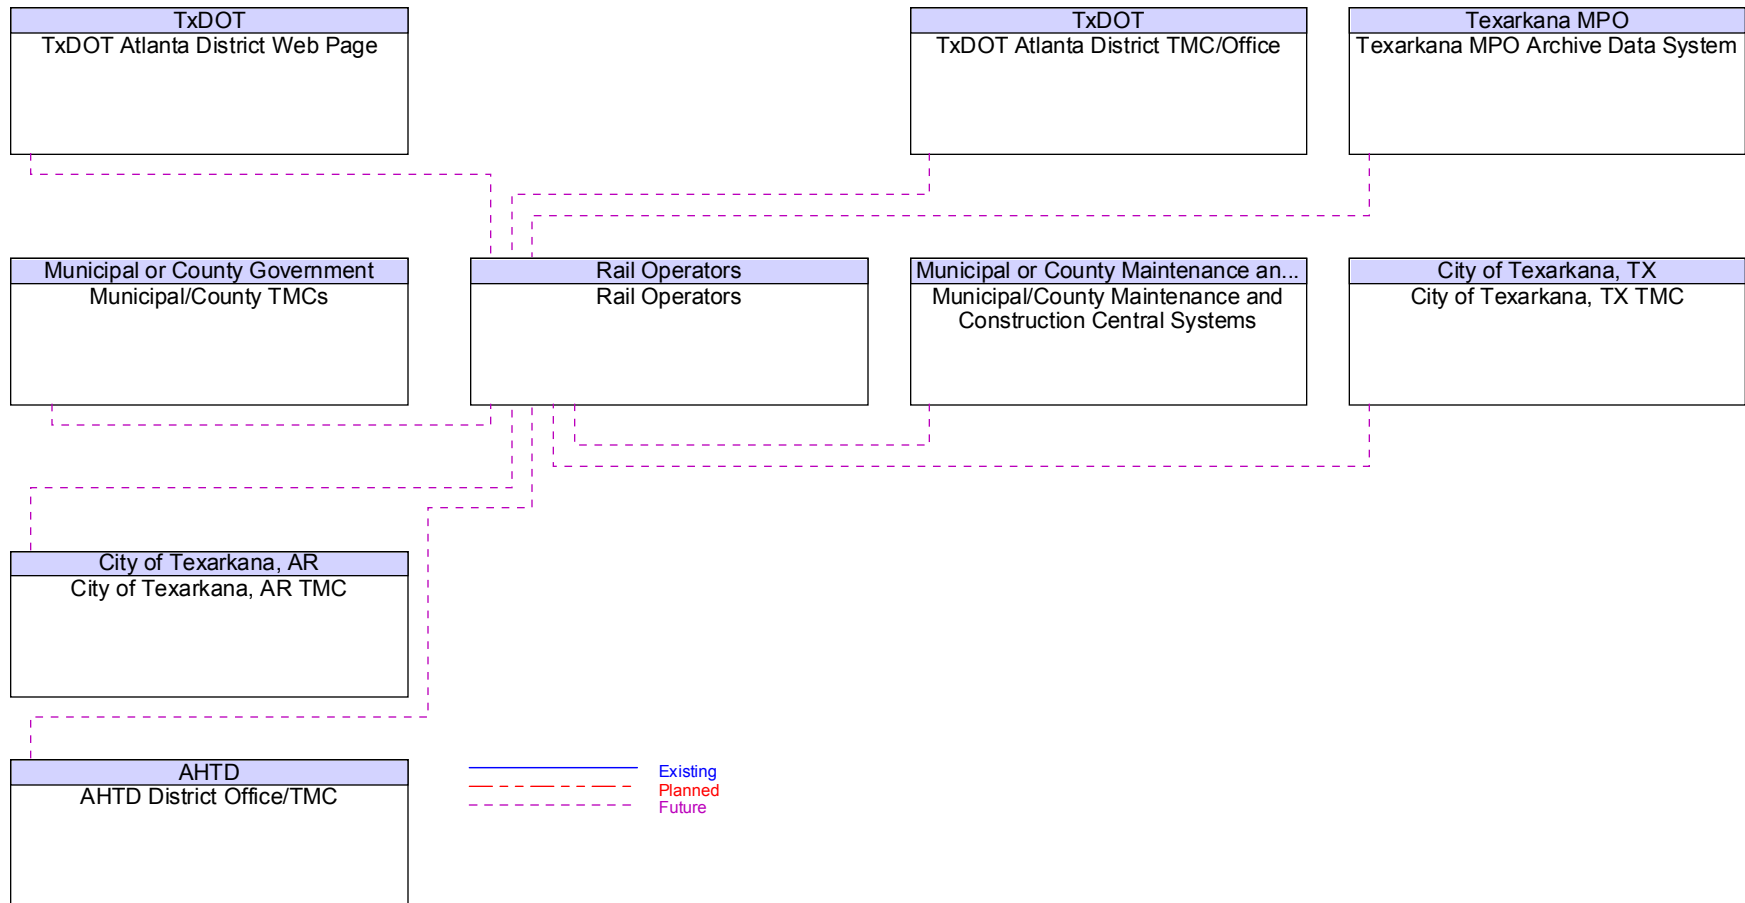 TxDOT
TxDOT Atlanta District Web Page
TxDOT
TxDOT Atlanta District TMC/Office
Texarkana MPO
Texarkana MPO Archive Data System
Municipal or County Government
Municipal/County TMCs
Rail Operators
Rail Operators
Municipal or County Maintenance an...
Municipal/County Maintenance and
Construction Central Systems
City of Texarkana, TX
City of Texarkana, TX TMC
City of Texarkana, AR
City of Texarkana, AR TMC
AHTD
AHTD District Office/TMC
Existing
Planned
Future